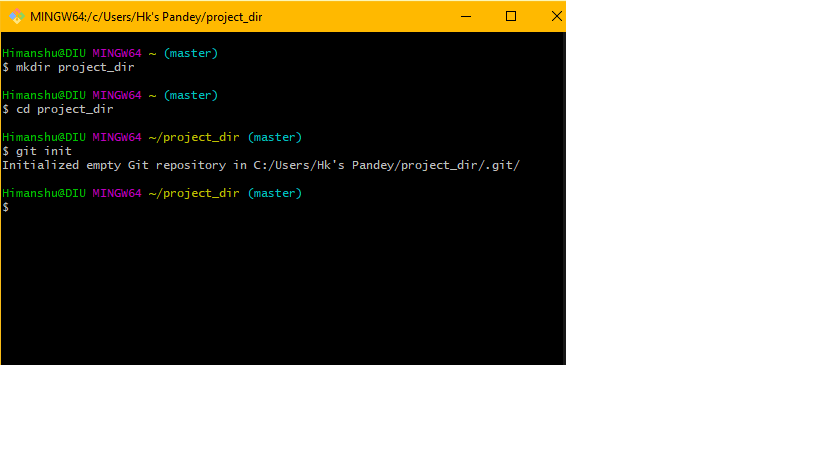 MINGW64:/c/Users/Hk's Pandey/project_dir
Himanshu@DIU MINGW64 ~ (master)
$ mkdir project_dir
Himanshu@DIU MINGW64 ~ (master)
$ cd project_dir
Himanshu@DIU MINGW64 ~/project_dir (master)
$ git init
Initialized empty Git repository in C:/Users/Hk's Pandey/project_dir/.git/
Himanshu@DIU MINGW64 ~/project_dir (master)
$